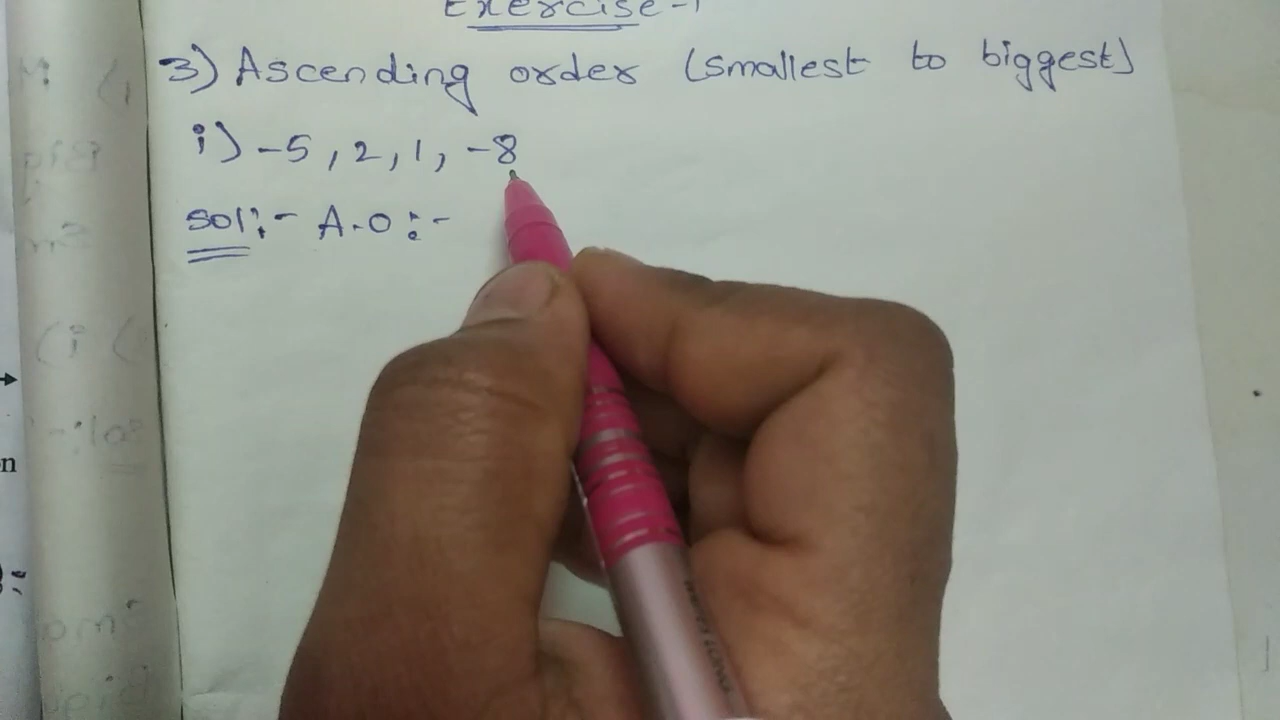 Exercise-1
3) Ascending order (smallest to biggest)
i) -5, 2, 1, -8
Sol:- A.O:-